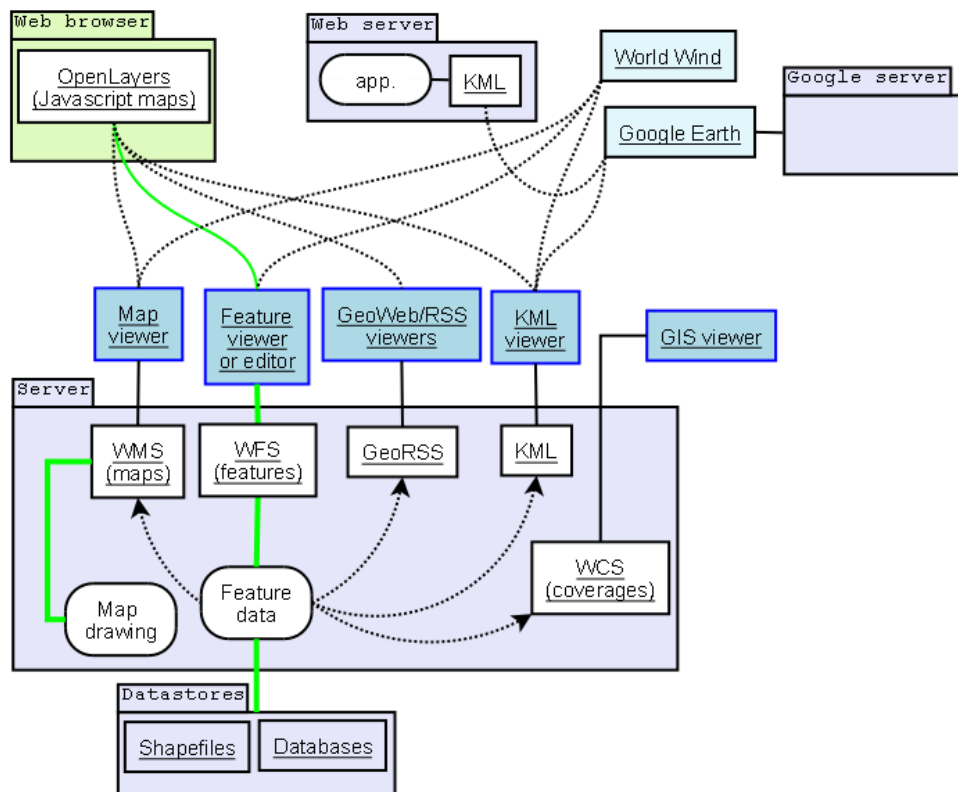 Web browser
OpenLayers
(Javascript maps)
Web server
app.
KML
World Wind
Google Earth
Google server
Map
viewer
Feature
viewer
or editor
GeoWeb/RSS
viewers
KML
viewer
GIS viewer
Server
WMS
(maps)
WFS
(features)
GeoRSS
KML
WCS
(coverages)
Map
drawing
Feature
data
Datastores
Shapefiles
Databases